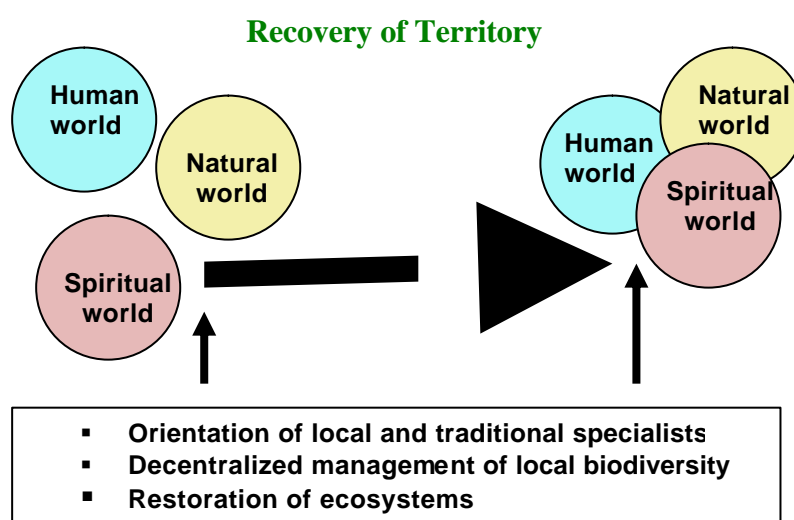 Recovery of Territory
Human
world
Natural
world
Spiritual
world
Human
world
Natural
world
Spiritual
world
▪ Orientation of local and traditional specialists
▪ Decentralized management of local biodiversity
▪ Restoration of ecosystems